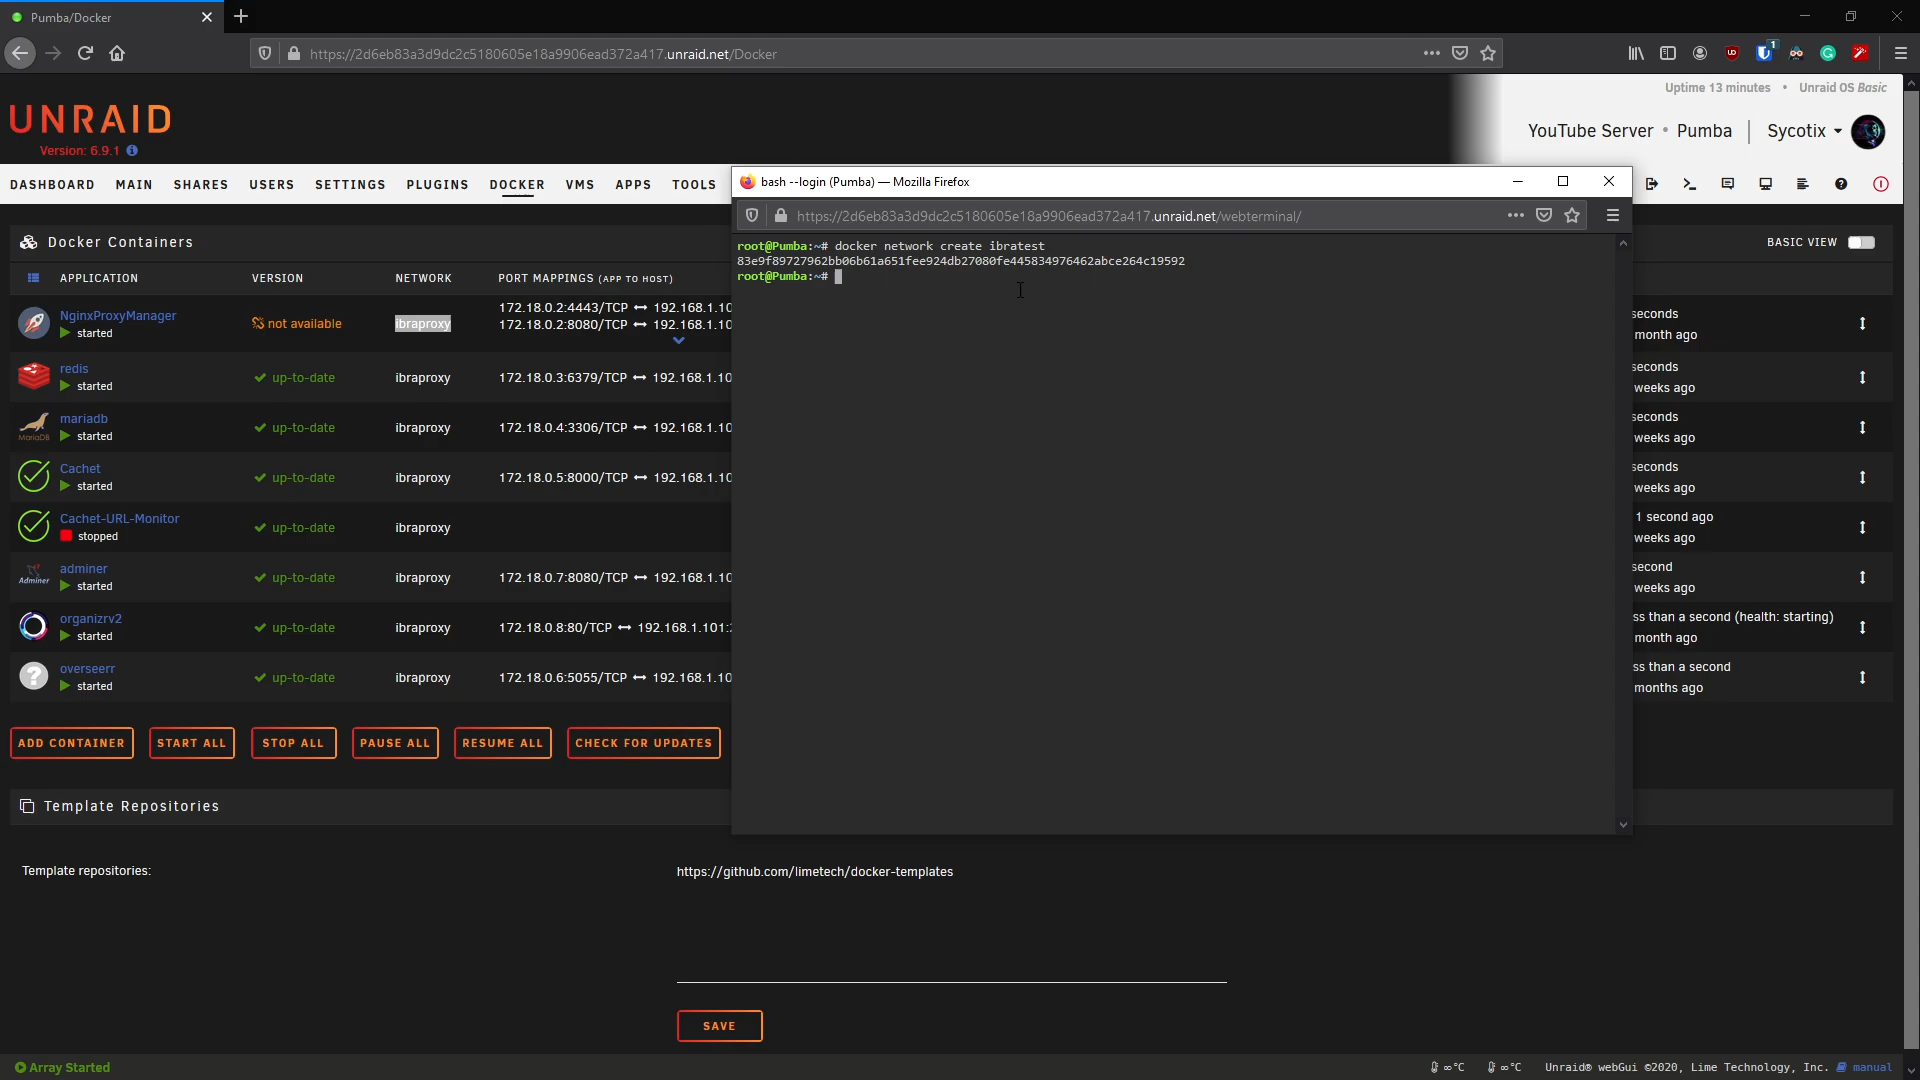 Pumba/Docker
https://2d6eb83a3d9dc2c5180605e18a9906ead372a417.unraid.net/Docker
1
Uptime 13 minutes • Unraid OS Basic
UNRAID
Version: 6.9.1
YouTube Server • Pumba | Sycotix
DASHBOARD MAIN SHARES USERS SETTINGS PLUGINS DOCKER VMS APPS TOOLS
bash --login (Pumba) — Mozilla Firefox
https://2d6eb83a3d9dc2c5180605e18a9906ead372a417.unraid.net/webterminal/
root@Pumba:~# docker network create ibratest
83e9f89727962bb06b61a651fee924db27080fe445834976462abce264c19592
root@Pumba:~#
Docker Containers
BASIC VIEW
APPLICATION VERSION NETWORK PORT MAPPINGS (APP TO HOST)
NginxProxyManager
started
not available
ibraproxy
172.18.0.2:4443/TCP ↔ 192.168.1.10
172.18.0.2:8080/TCP ↔ 192.168.1.10
seconds
month ago
redis
started
up-to-date
ibraproxy
172.18.0.3:6379/TCP ↔ 192.168.1.10
seconds
weeks ago
mariadb
started
MariaDB
up-to-date
ibraproxy
172.18.0.4:3306/TCP ↔ 192.168.1.10
seconds
weeks ago
Cachet
started
up-to-date
ibraproxy
172.18.0.5:8000/TCP ↔ 192.168.1.10
seconds
weeks ago
Cachet-URL-Monitor
stopped
up-to-date
ibraproxy
1 second ago
weeks ago
adminer
started
Adminer
up-to-date
ibraproxy
172.18.0.7:8080/TCP ↔ 192.168.1.10
second
weeks ago
organizrv2
started
up-to-date
ibraproxy
172.18.0.8:80/TCP ↔ 192.168.1.101:
ss than a second (health: starting)
month ago
overseerr
started
up-to-date
ibraproxy
172.18.0.6:5055/TCP ↔ 192.168.1.10
ss than a second
months ago
ADD CONTAINER START ALL STOP ALL PAUSE ALL RESUME ALL CHECK FOR UPDATES
Template Repositories
Template repositories:
https://github.com/limetech/docker-templates
SAVE
Array Started
∞°C ∞°C Unraid® webGui ©2020, Lime Technology, Inc. manual